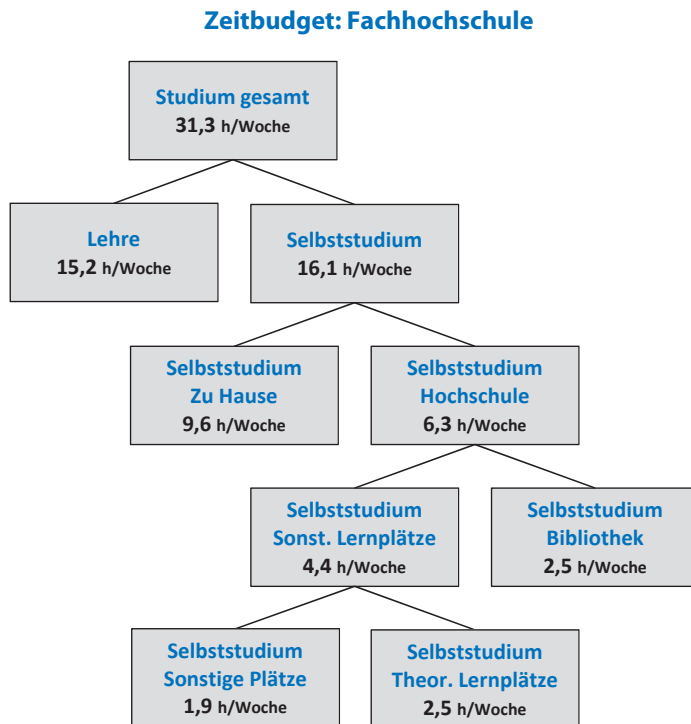 Zeitbudget: Fachhochschule
Studium gesamt
31,3 h/Woche
Lehre
15,2 h/Woche
Selbststudium
16,1 h/Woche
Selbststudium
Zu Hause
9,6 h/Woche
Selbststudium
Hochschule
6,3 h/Woche
Selbststudium
Sonst. Lernplätze
4,4 h/Woche
Selbststudium
Bibliothek
2,5 h/Woche
Selbststudium
Sonstige Plätze
1,9 h/Woche
Selbststudium
Theor. Lernplätze
2,5 h/Woche